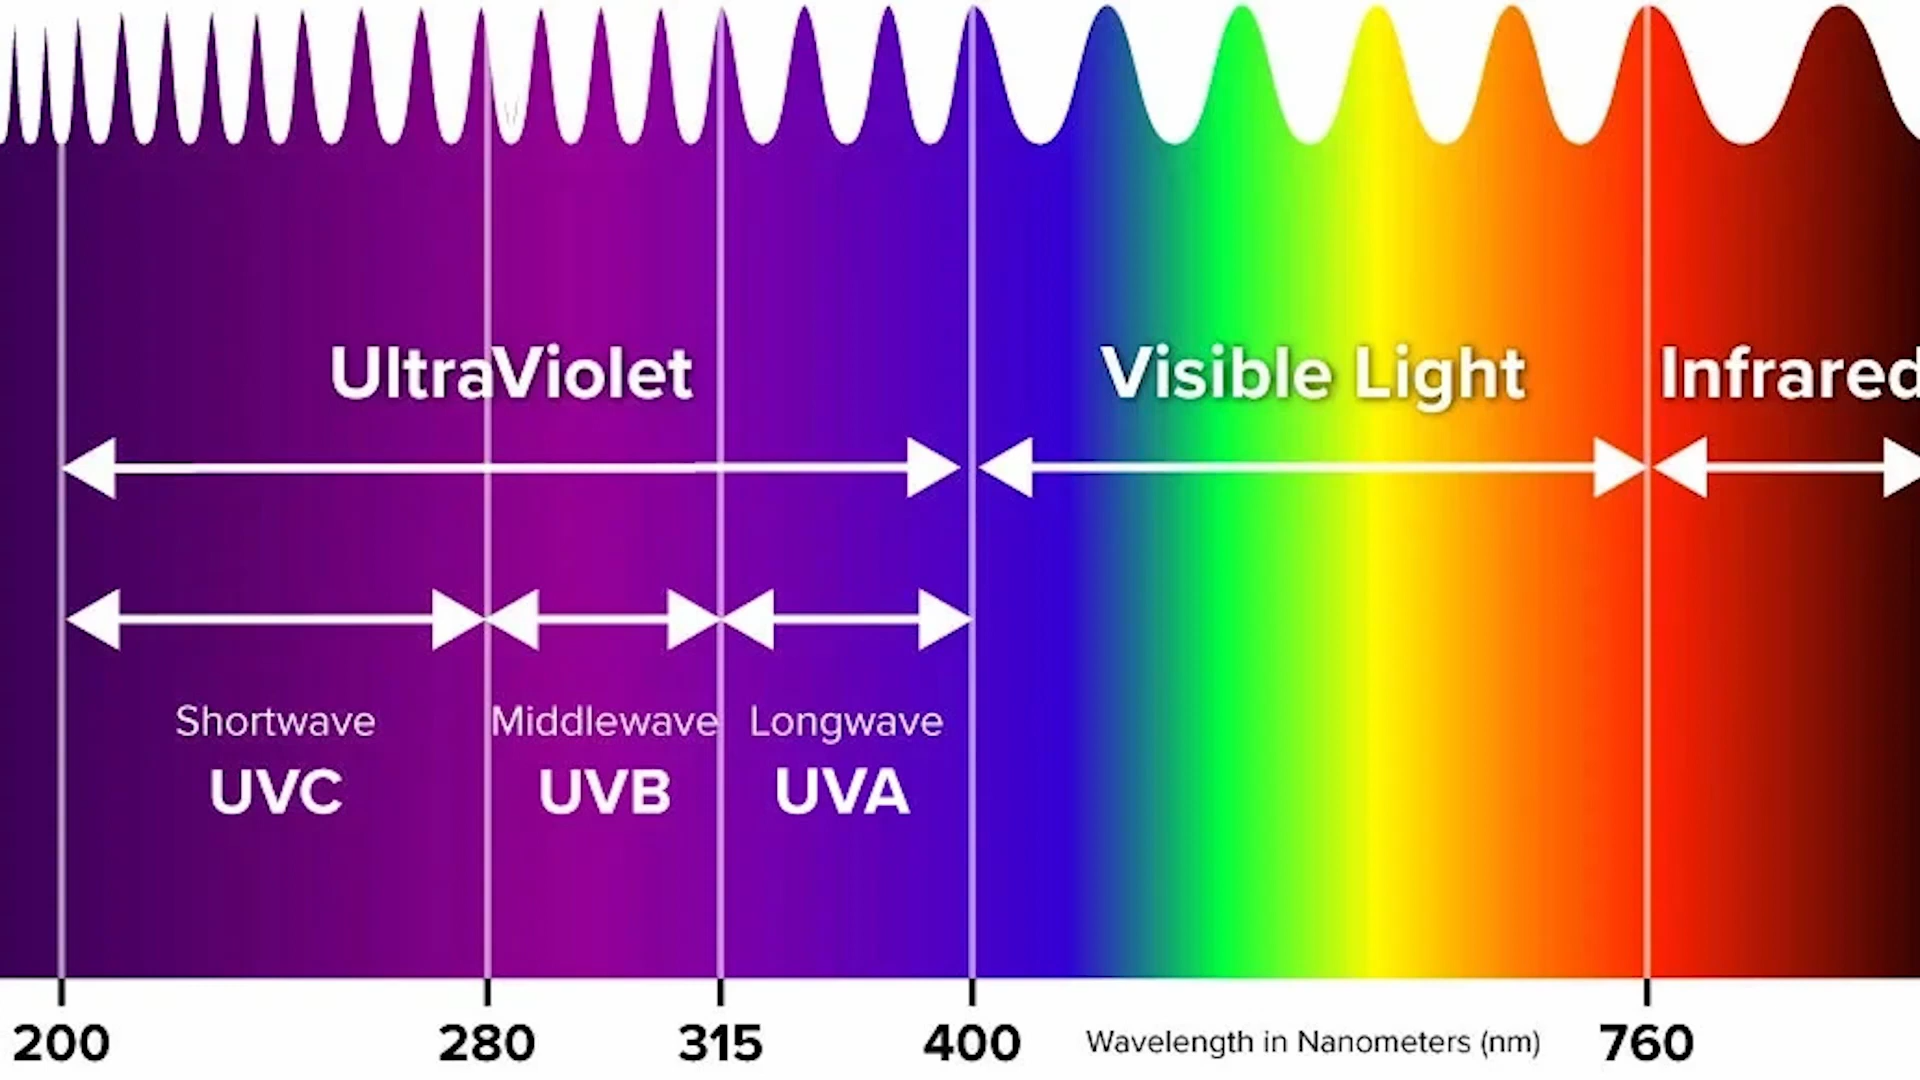 UltraViolet Visible Light Infrared
Shortwave Middlewave Longwave
UVC UVB UVA
200 280 315 400 Wavelength in Nanometers (nm) 760